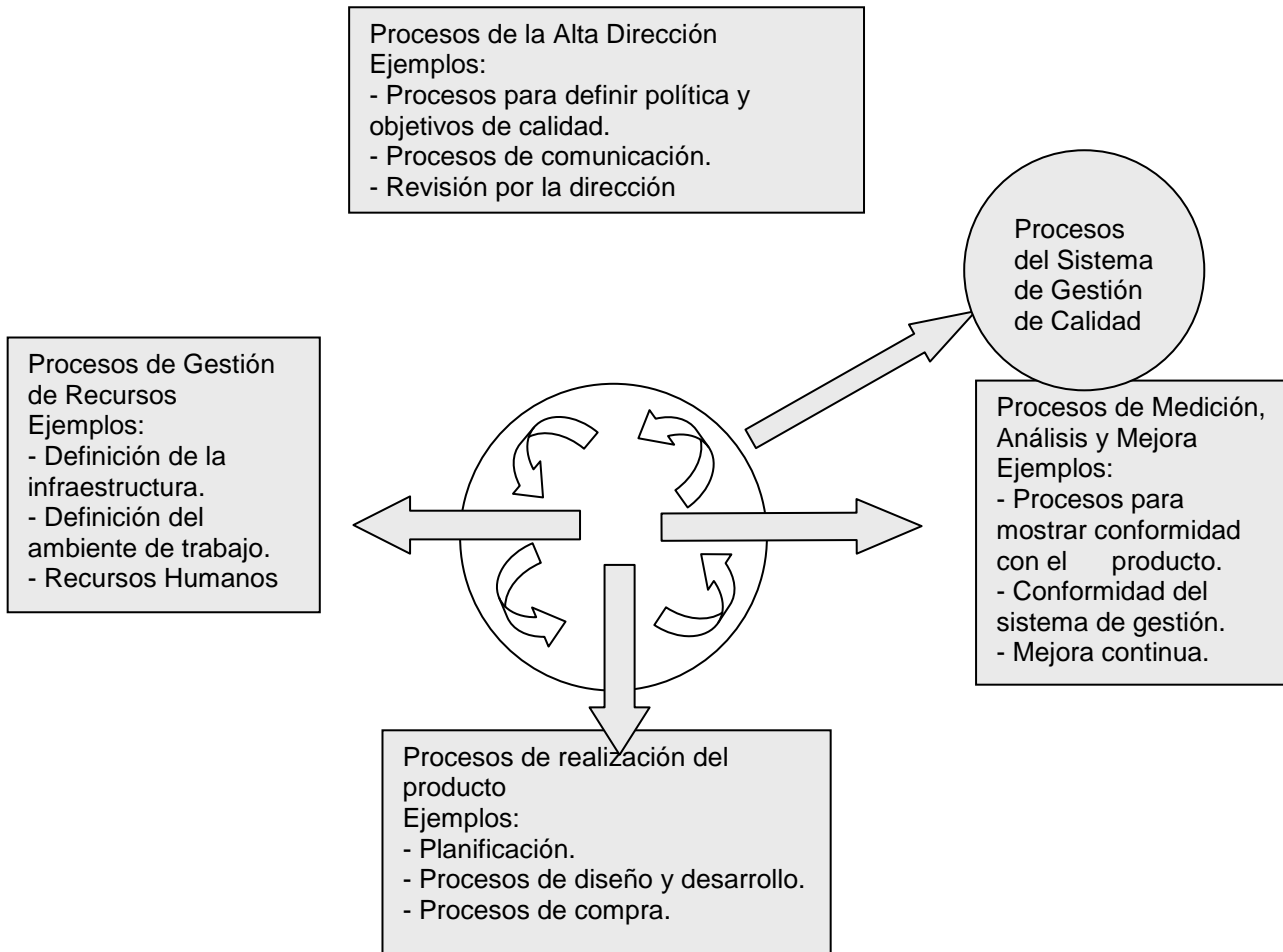 Procesos de la Alta Dirección
Ejemplos:
- Procesos para definir política y
objetivos de calidad.
- Procesos de comunicación.
- Revisión por la dirección
Procesos
del Sistema
de Gestión
de Calidad
Procesos de Gestión
de Recursos
Ejemplos:
- Definición de la
infraestructura.
- Definición del
ambiente de trabajo.
- Recursos Humanos
Procesos de Medición,
Análisis y Mejora
Ejemplos:
- Procesos para
mostrar conformidad
con el producto.
- Conformidad del
sistema de gestión.
- Mejora continua.
Procesos de realización del
producto
Ejemplos:
- Planificación.
- Procesos de diseño y desarrollo.
- Procesos de compra.